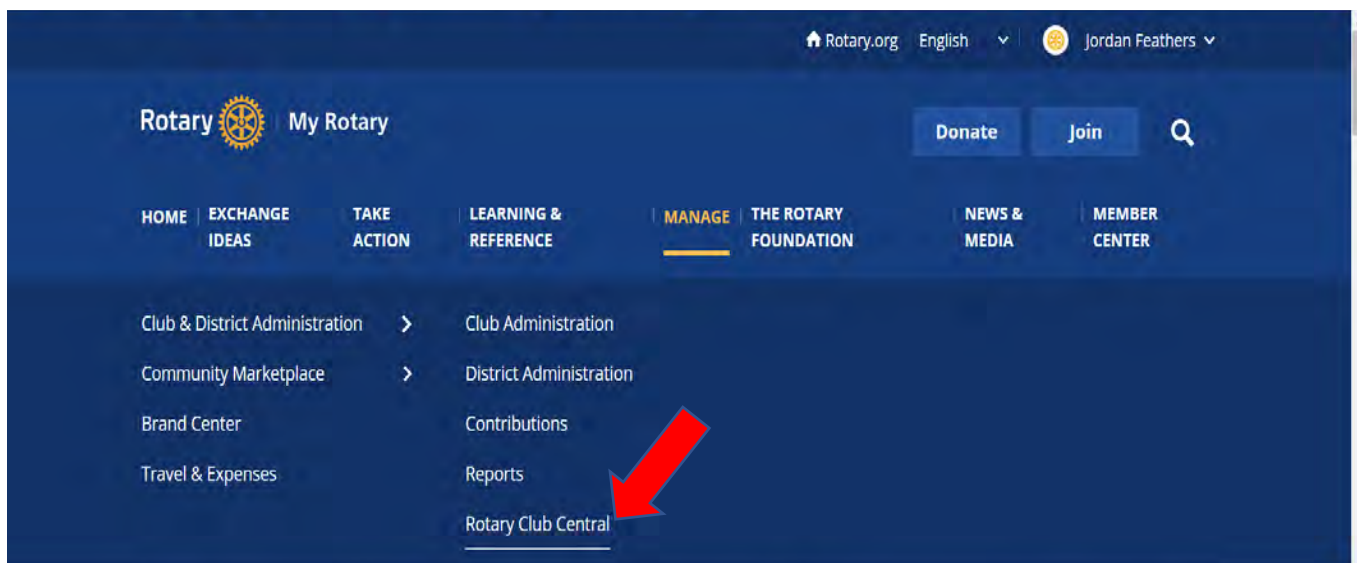 Rotary.org English Jordan Feathers
Rotary My Rotary
Donate Join
HOME EXCHANGE IDEAS TAKE ACTION LEARNING & REFERENCE MANAGE THE ROTARY FOUNDATION NEWS & MEDIA MEMBER CENTER
Club & District Administration Club Administration
Community Marketplace District Administration
Brand Center Contributions
Travel & Expenses Reports
Rotary Club Central